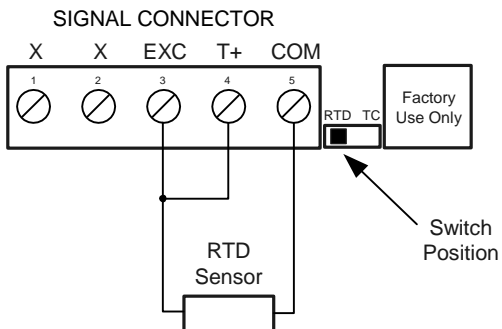 SIGNAL CONNECTOR
X X EXC T+ COM
1 2 3 4 5
Factory
Use Only
RTD TC
Switch
Position
RTD
Sensor